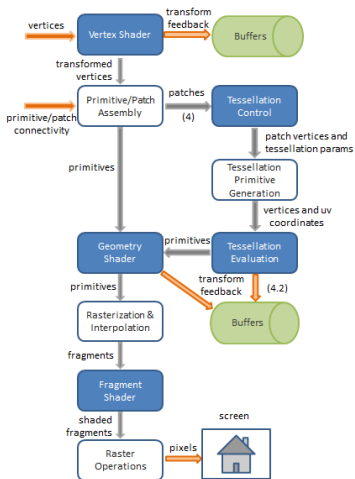 vertices
Vertex Shader
transform
feedback
Buffers
transformed
vertices
primitive/patch
connectivity
Primitive/Patch
Assembly
patches
(4)
Tessellation
Control
patch vertices and
tessellation params
primitives
Tessellation
Primitive
Generation
vertices and uv
coordinates
Geometry
Shader
primitives
Tessellation
Evaluation
primitives
transform
feedback
(4.2)
Rasterization &
Interpolation
Buffers
fragments
Fragment
Shader
shaded
fragments
screen
Raster
Operations
pixels